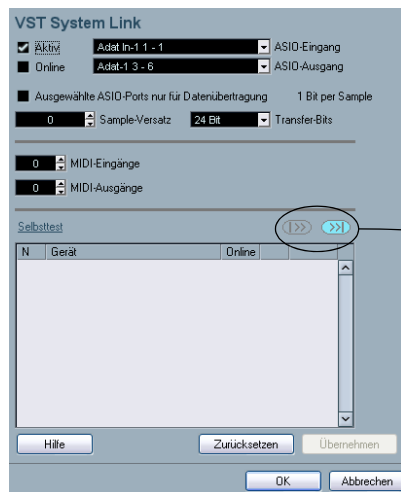 VST System Link
Aktiv Adat In-1 1 - 1 ASIO-Eingang
Online Adat-1 3 - 6 ASIO-Ausgang
Ausgewählte ASIO-Ports nur für Datenübertragung 1 Bit per Sample
0 Sample-Versatz 24 Bit Transfer-Bits
0 MIDI-Eingänge
0 MIDI-Ausgänge
Selbsttest
N Gerät Online
Hilfe Zurücksetzen Übernehmen
OK Abbrechen